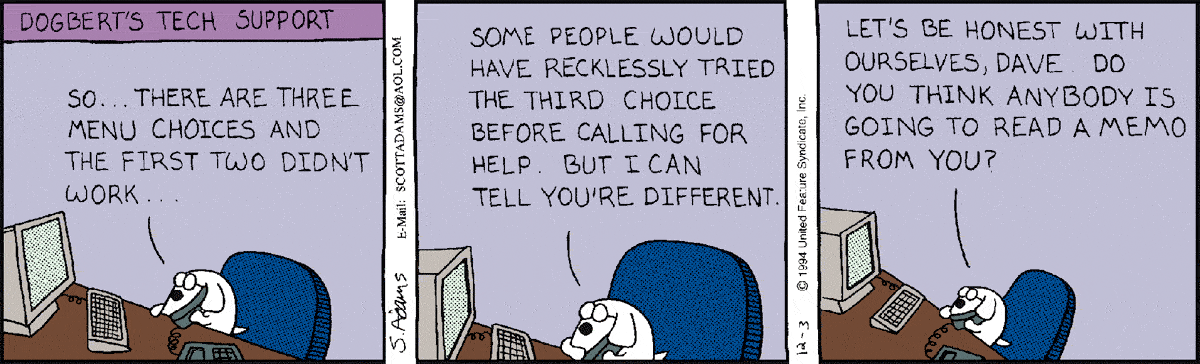 DOGBERT'S TECH SUPPORT
SO...THERE ARE THREE
MENU CHOICES AND
THE FIRST TWO DIDN'T
WORK...
S. Adams
E-Mail: SCOTTADAMS@AOL.COM
SOME PEOPLE WOULD
HAVE RECKLESSLY TRIED
THE THIRD CHOICE
BEFORE CALLING FOR
HELP. BUT I CAN
TELL YOU'RE DIFFERENT.
12-3
© 1994 United Feature Syndicate, Inc.
LET'S BE HONEST WITH
OURSELVES, DAVE. DO
YOU THINK ANYBODY IS
GOING TO READ A MEMO
FROM YOU?